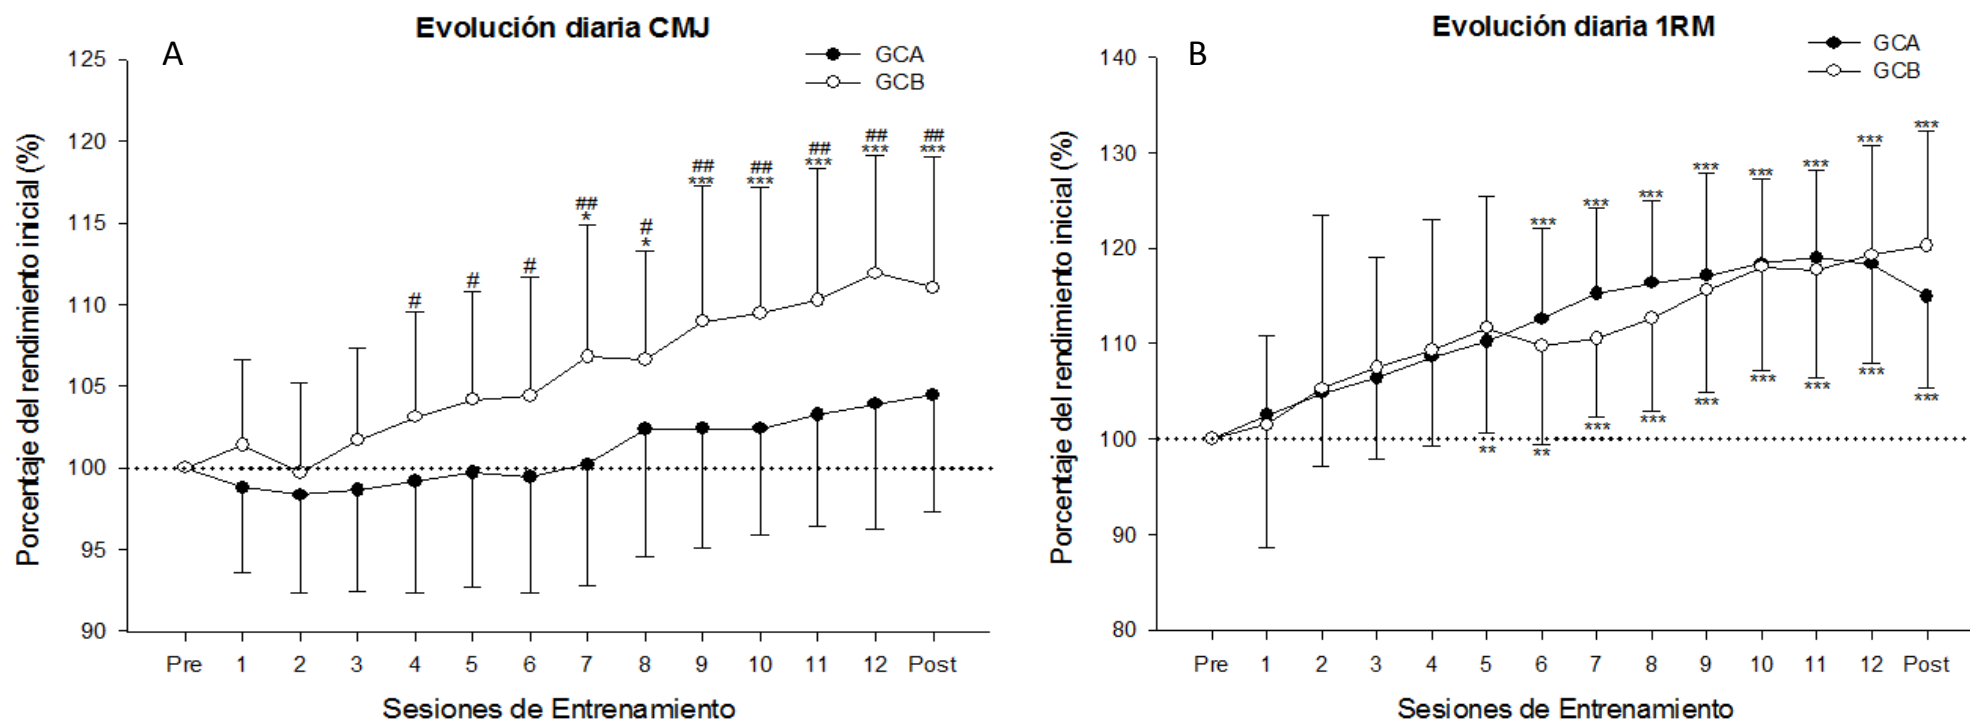 Evolución diaria CMJ
A
GCA
GCB
125
120
115
110
105
100
95
90
Porcentaje del rendimiento inicial (%)
# # # ## * # * ## *** ## *** ## *** ## *** ## ***
Pre 1 2 3 4 5 6 7 8 9 10 11 12 Post
Sesiones de Entrenamiento
Evolución diaria 1RM
B
GCA
GCB
140
130
120
110
100
90
80
Porcentaje del rendimiento inicial (%)
*** *** *** *** *** *** *** ***
** ** *** *** *** *** *** *** ***
Pre 1 2 3 4 5 6 7 8 9 10 11 12 Post
Sesiones de Entrenamiento